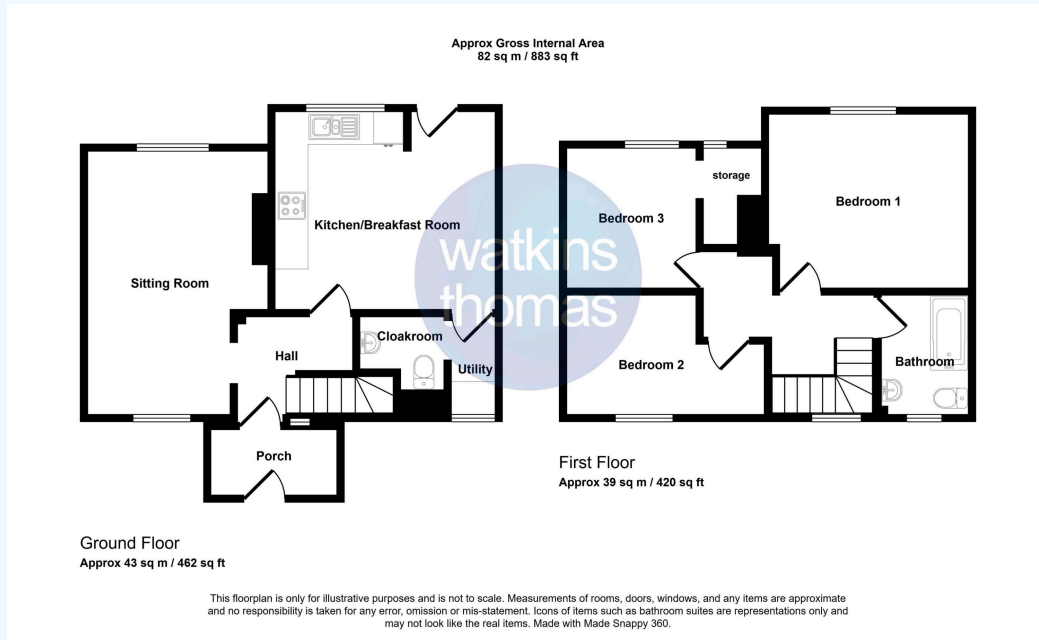 Approx Gross Internal Area
82 sq m / 883 sq ft
Kitchen/Breakfast Room
Sitting Room
Hall
Cloakroom
Utility
Porch
storage
Bedroom 1
Bedroom 3
Bedroom 2
Bathroom
watkins
thomas
Ground Floor
Approx 43 sq m / 462 sq ft
First Floor
Approx 39 sq m / 420 sq ft
This floorplan is only for illustrative purposes and is not to scale. Measurements of rooms, doors, windows, and any items are approximate
and no responsibility is taken for any error, omission or mis-statement. Icons of items such as bathroom suites are representations only and
may not look like the real items. Made with Made Snappy 360.